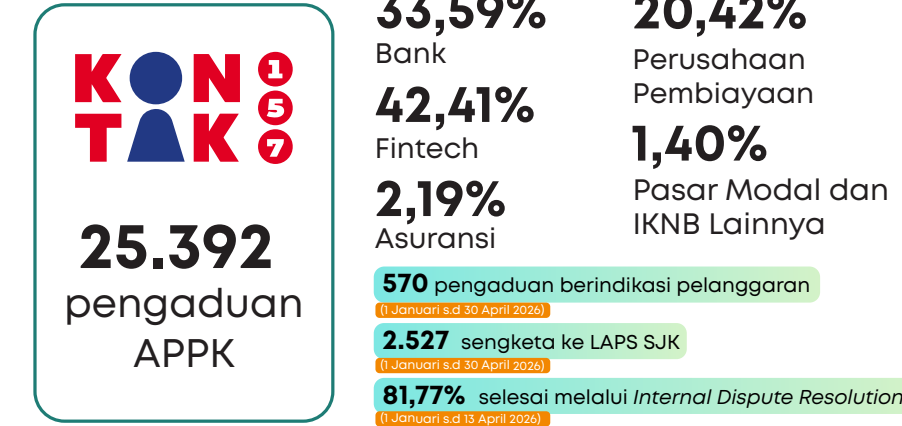 KONTAK 157
25.392
pengaduan
APPK
33,59%
Bank
42,41%
Fintech
2,19%
Asuransi
20,42%
Perusahaan
Pembiayaan
1,40%
Pasar Modal dan
IKNB Lainnya
570 pengaduan berindikasi pelanggaran
(1 Januari s.d 30 April 2026)
2.527 sengketa ke LAPS SJK
(1 Januari s.d 30 April 2026)
81,77% selesai melalui Internal Dispute Resolution
(1 Januari s.d 13 April 2026)